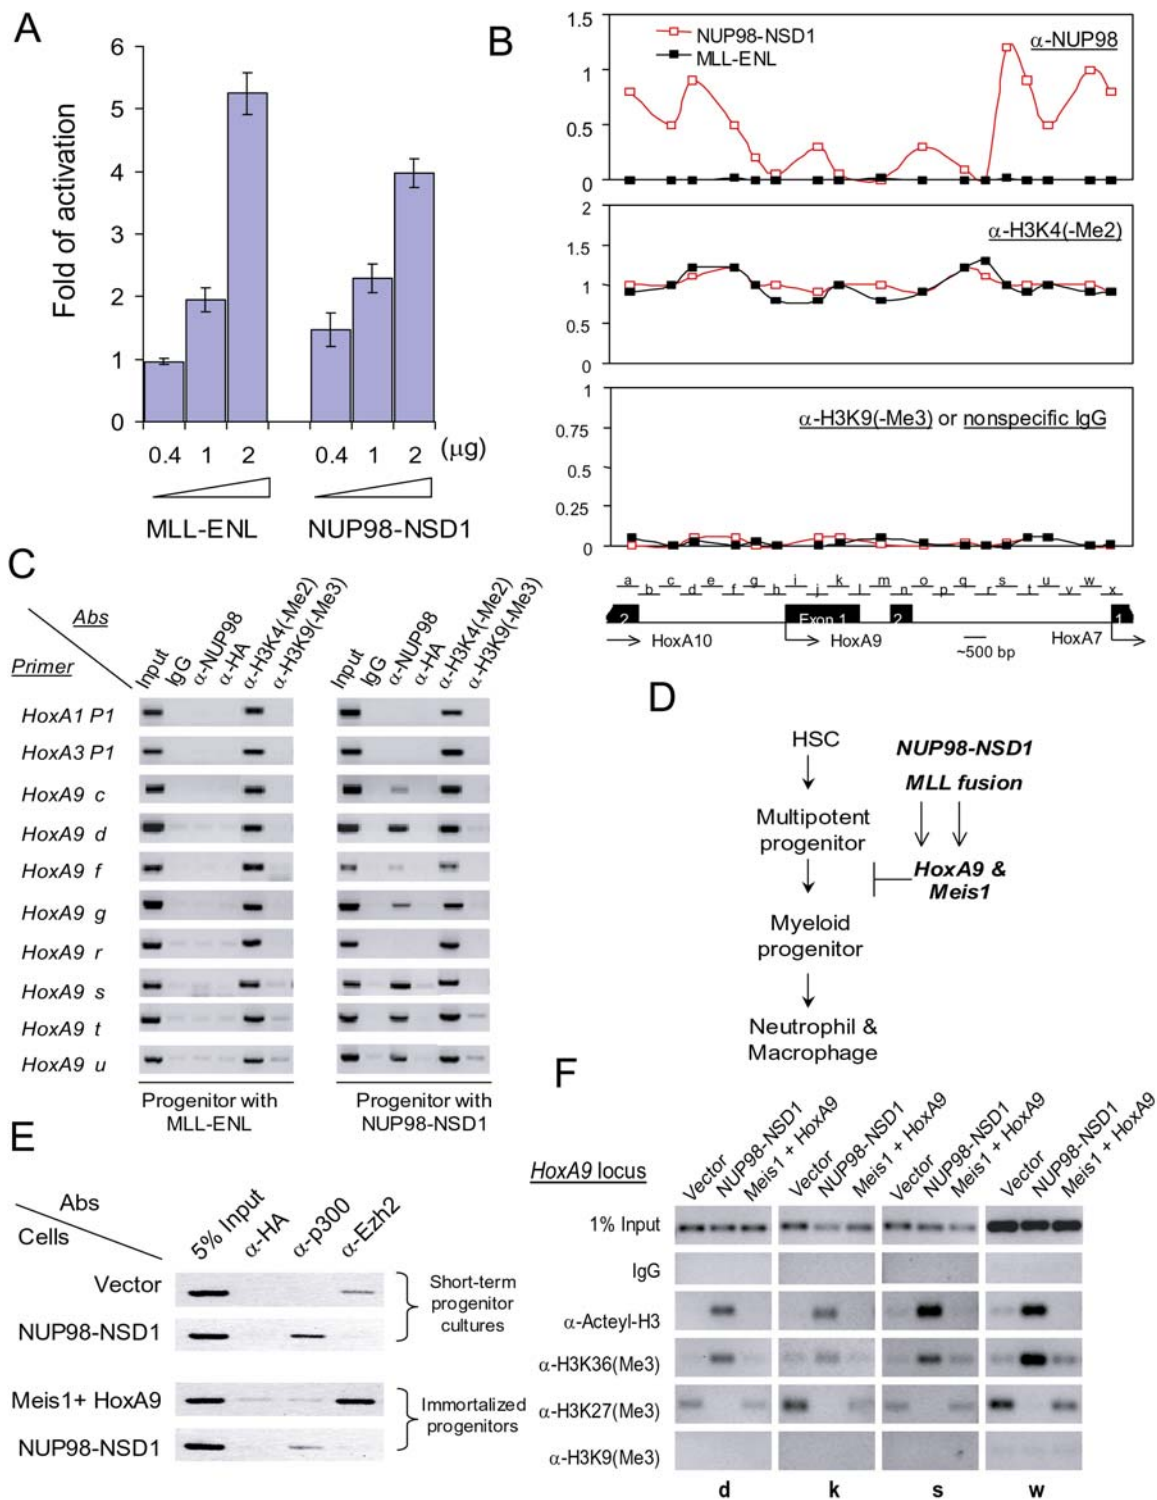 A
6
5
4
3
2
1
0
Fold of activation
0.4 1 2 0.4 1 2 (μg)
MLL-ENL NUP98-NSD1
B
1.5
1
0.5
0
NUP98-NSD1
MLL-ENL
α-NUP98
2
1.5
1
0.5
0
α-H3K4(-Me2)
1
0.75
0.5
0.25
0
α-H3K9(-Me3) or nonspecific IgG
a c e g i k m o q s u w
b d f h j l n p r t v x
2 Exon 1 2 1
HoxA10 HoxA9 HoxA7
~500 bp
C
Abs
Primer
Input IgG α-NUP98 α-HA α-H3K4(-Me2) α-H3K9(-Me3)
Input IgG α-NUP98 α-HA α-H3K4(-Me2) α-H3K9(-Me3)
HoxA1 P1
HoxA3 P1
HoxA9 c
HoxA9 d
HoxA9 f
HoxA9 g
HoxA9 r
HoxA9 s
HoxA9 t
HoxA9 u
Progenitor with
MLL-ENL
Progenitor with
NUP98-NSD1
D
HSC
Multipotent
progenitor
Myeloid
progenitor
Neutrophil &
Macrophage
NUP98-NSD1
MLL fusion
HoxA9 &
Meis1
E
Abs
Cells
5% Input α-HA α-p300 α-Ezh2
Vector
NUP98-NSD1
Short-term
progenitor
cultures
Meis1+ HoxA9
NUP98-NSD1
Immortalized
progenitors
F
HoxA9 locus
Vector NUP98-NSD1 Meis1 + HoxA9
Vector NUP98-NSD1 Meis1 + HoxA9
Vector NUP98-NSD1 Meis1 + HoxA9
Vector NUP98-NSD1 Meis1 + HoxA9
1% Input
IgG
α-Acteyl-H3
α-H3K36(Me3)
α-H3K27(Me3)
α-H3K9(Me3)
d k s w